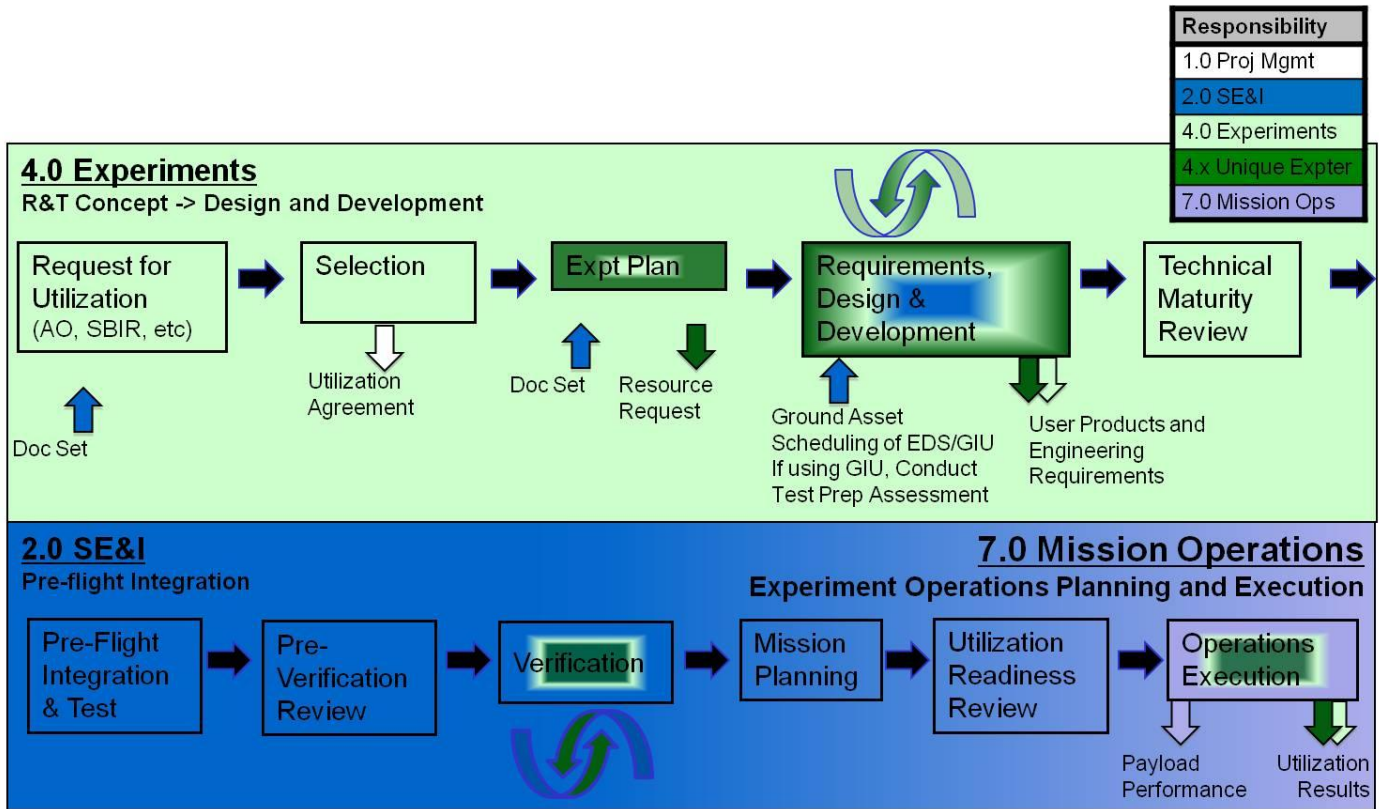 Responsibility
1.0 Proj Mgmt
2.0 SE&I
4.0 Experiments
4.x Unique Expter
7.0 Mission Ops
4.0 Experiments
R&T Concept -> Design and Development
Request for
Utilization
(AO, SBIR, etc)
Selection
Expt Plan
Requirements,
Design &
Development
Technical
Maturity
Review
Doc Set
Utilization
Agreement
Doc Set
Resource
Request
Ground Asset
Scheduling of EDS/GIU
If using GIU, Conduct
Test Prep Assessment
User Products and
Engineering
Requirements
2.0 SE&I
Pre-flight Integration
7.0 Mission Operations
Experiment Operations Planning and Execution
Pre-Flight
Integration
& Test
Pre-
Verification
Review
Verification
Mission
Planning
Utilization
Readiness
Review
Operations
Execution
Payload
Performance
Utilization
Results